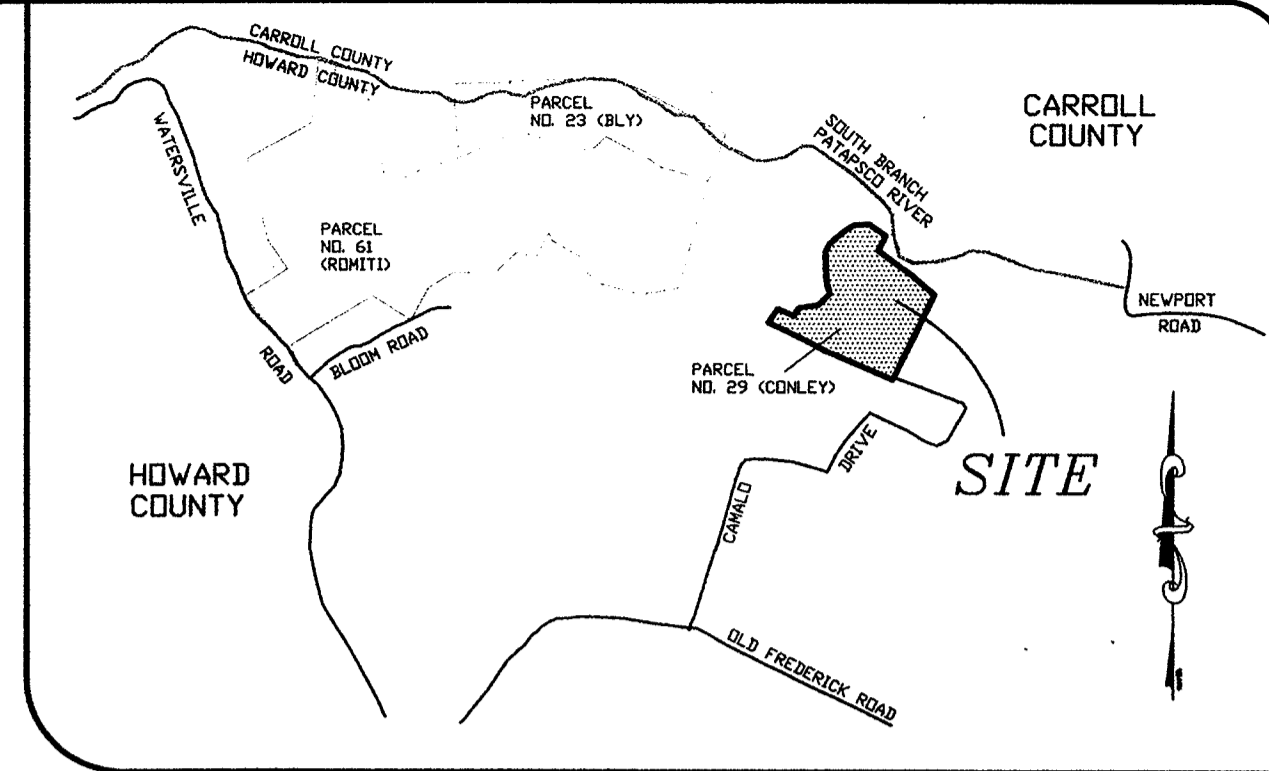 CARROLL COUNTY
HOWARD COUNTY
PARCEL
NO. 23 (BLY)
CARROLL
COUNTY
SOUTH BRANCH
PATAPSCO RIVER
WATERSVILLE
PARCEL
NO. 61
(ROMITI)
NEWPORT
ROAD
ROAD
BLOOM ROAD
PARCEL
NO. 29 (CONLEY)
HOWARD
COUNTY
DRIVE
SITE
CAMALO
OLD FREDERICK ROAD